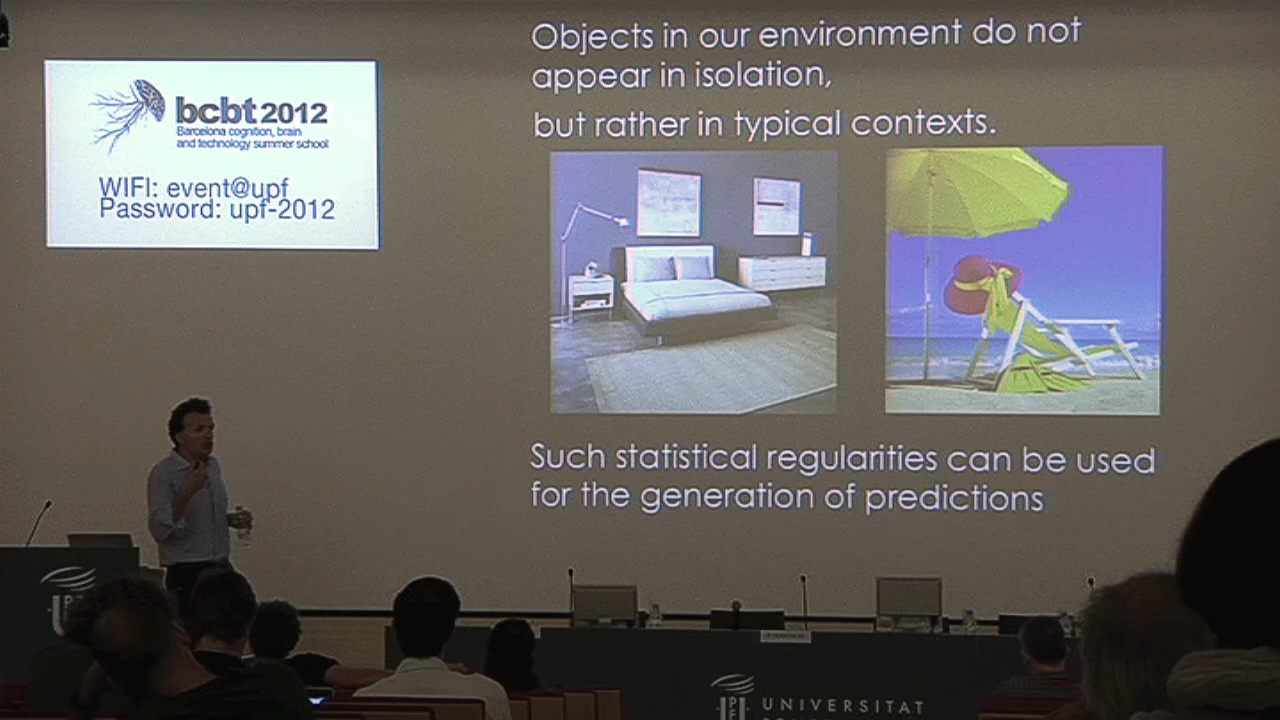 bcbt 2012
Barcelona cognition, brain
and technology summer school
WIFI: event@upf
Password: upf-2012
Objects in our environment do not
appear in isolation,
but rather in typical contexts.
Such statistical regularities can be used
for the generation of predictions
UNIVERSITAT